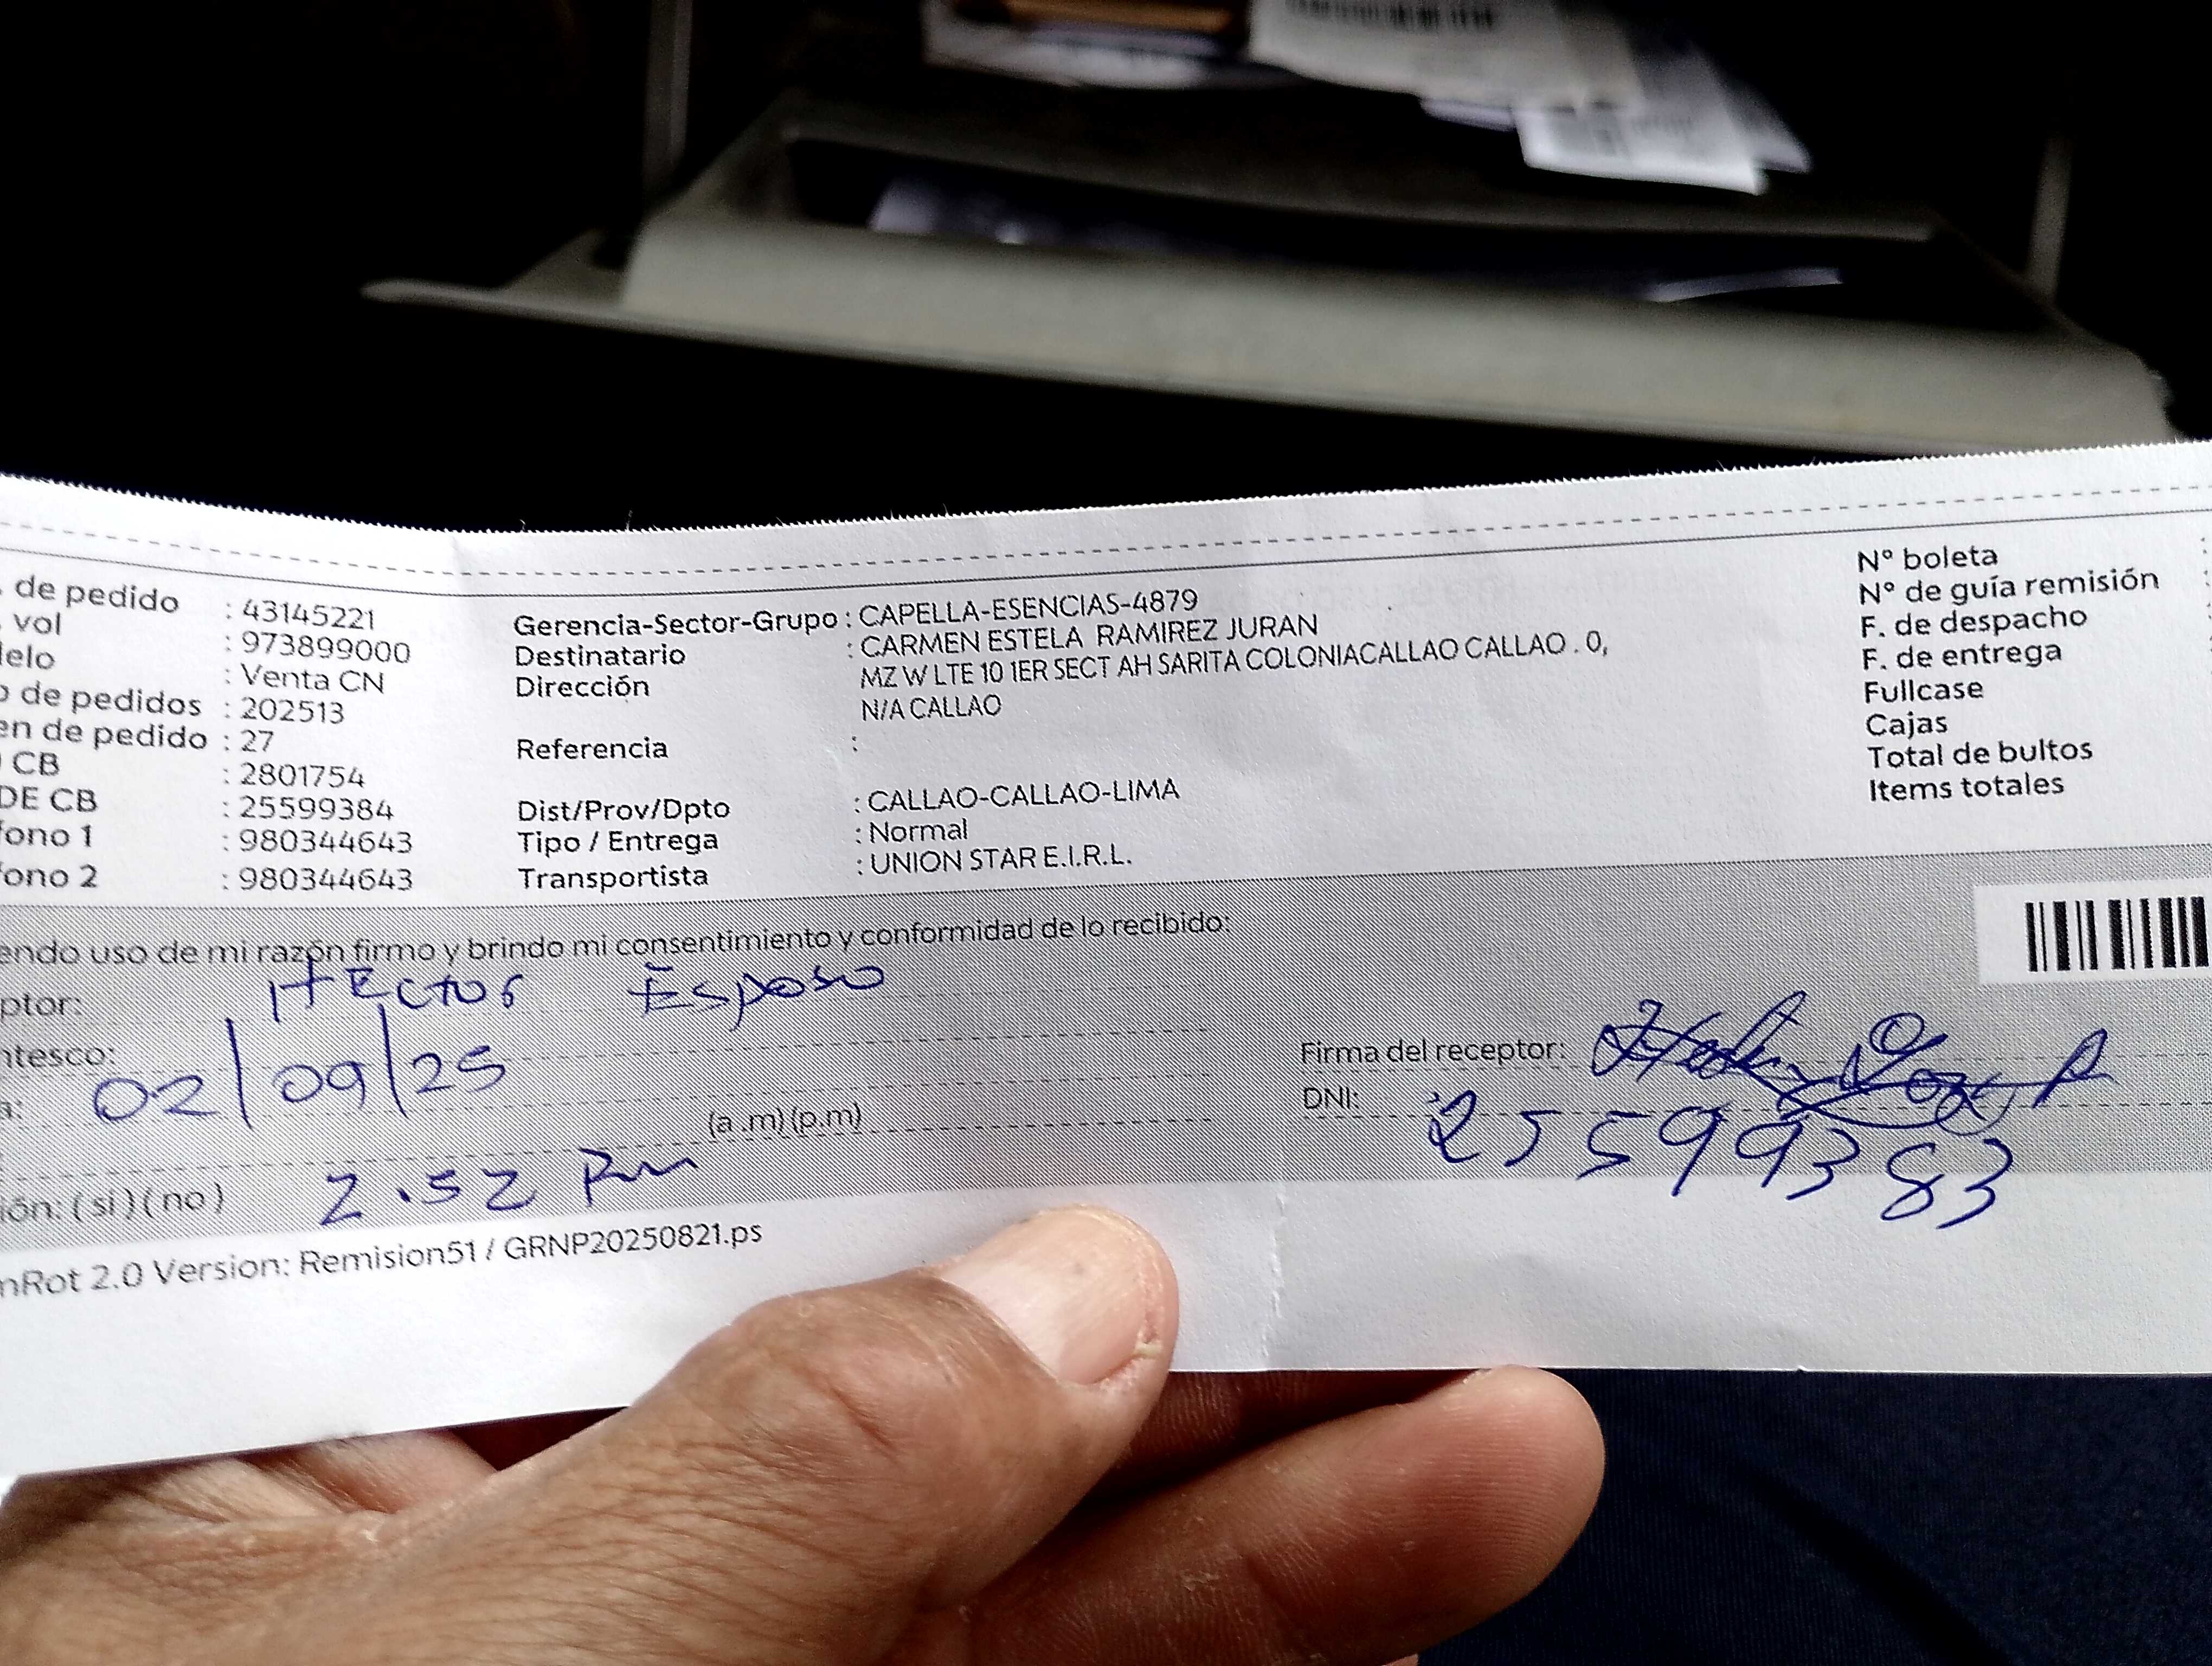 . de pedido : 43145221 Gerencia-Sector-Grupo : CAPELLA-ESENCIAS-4879 N° boleta :
. vol : 973899000 Destinatario : CARMEN ESTELA RAMIREZ JURAN N° de guía remisión :
delo : Venta CN Dirección : MZ W LTE 10 1ER SECT AH SARITA COLONIACALLAO CALLAO . 0, F. de despacho
o de pedidos : 202513 N/A CALLAO F. de entrega
en de pedido : 27 Referencia : Fullcase
CB : 2801754 Cajas
DE CB : 25599384 Dist/Prov/Dpto : CALLAO-CALLAO-LIMA Total de bultos
fono 1 : 980344643 Tipo / Entrega : Normal Items totales
fono 2 : 980344643 Transportista : UNION STAR E.I.R.L.
endo uso de mi razón firmo y brindo mi consentimiento y conformidad de lo recibido:
ptor: HEctor Esposo
ntesco: Firma del receptor:
a: 02/09/25 DNI: 25599383
(a .m) (p.m)
ión: ( si ) ( no ) 2.52 Pm
nRot 2.0 Version: Remision51 / GRNP20250821.ps